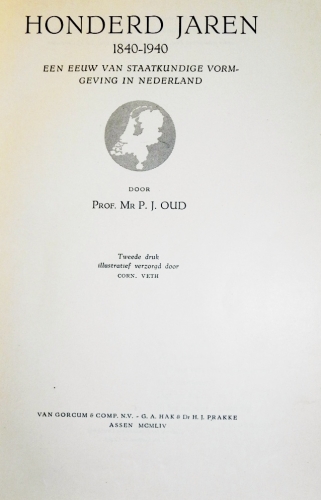 HONDERD JAREN
1840-1940
EEN EEUW VAN STAATKUNDIGE VORM-
GEVING IN NEDERLAND
DOOR
PROF. MR P. J. OUD
Tweede druk
illustratief verzorgd door
CORN. VETH
VAN GORCUM & COMP. N.V. - G. A. HAK & Dr H. J. PRAKKE
ASSEN MCMLIV